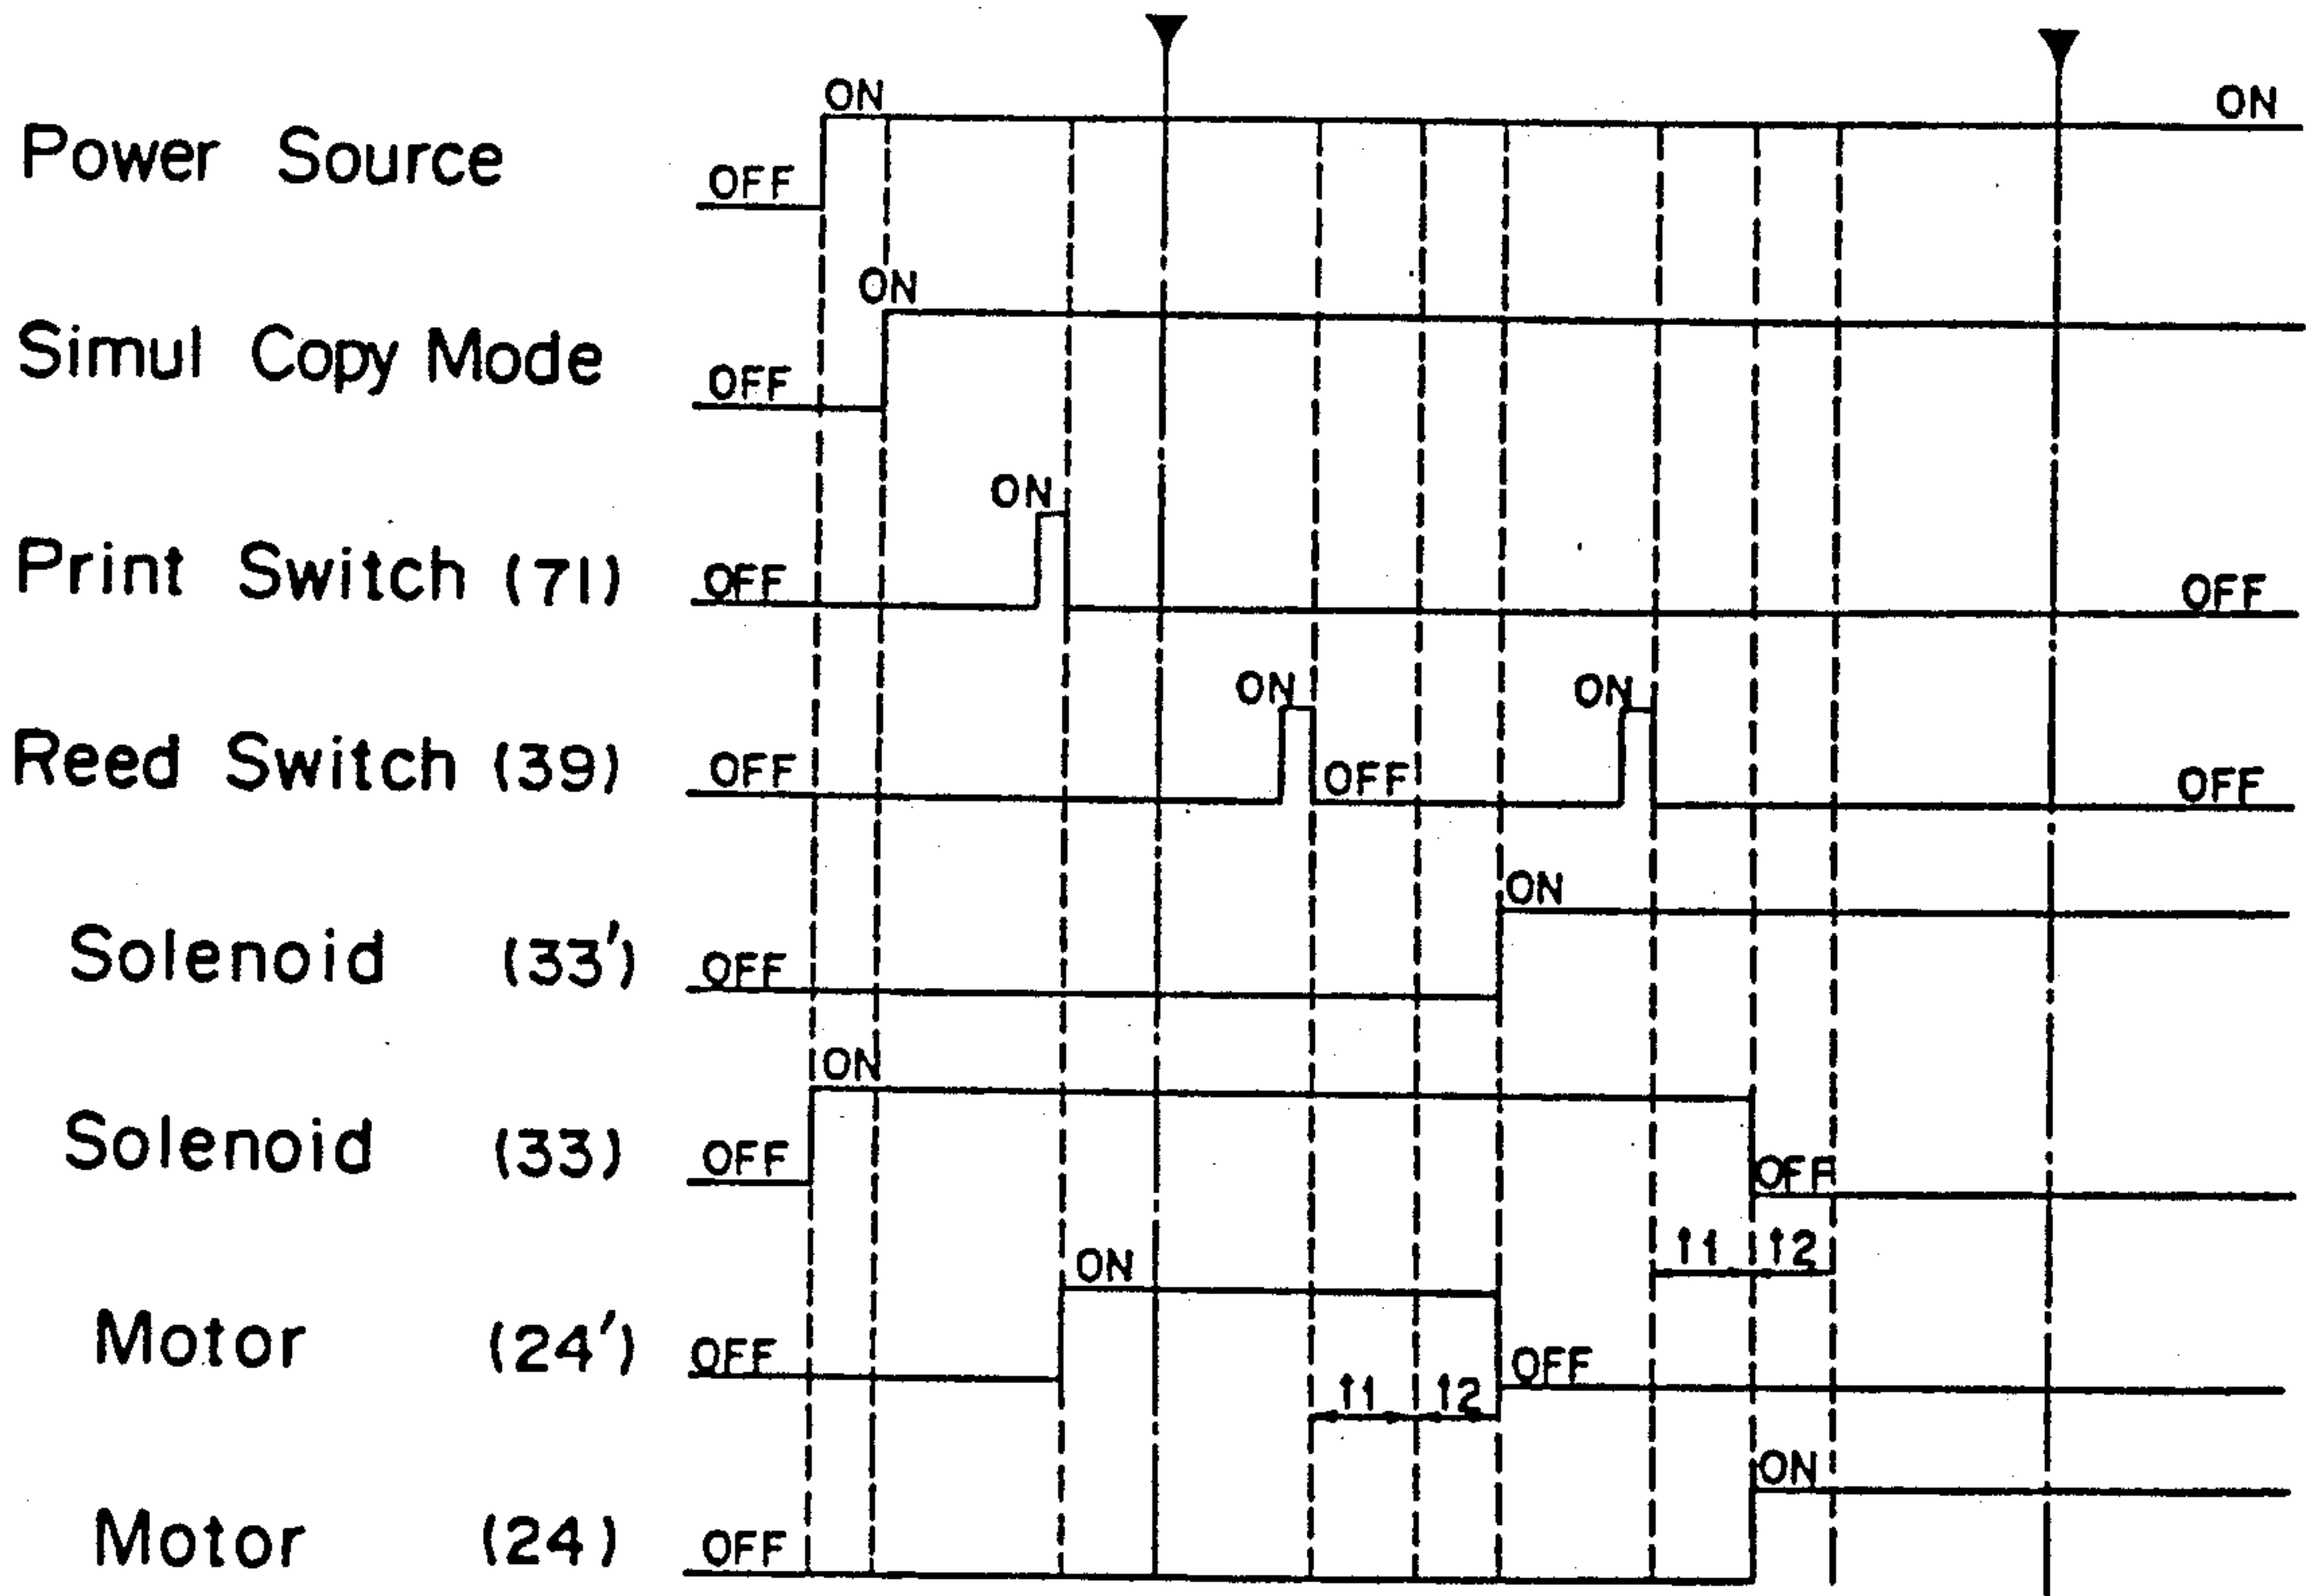 ON ON
Power Source OFF
ON
Simul Copy Mode OFF
ON
Print Switch (71) OFF OFF
ON ON
Reed Switch (39) OFF OFF OFF
ON
Solenoid (33') OFF
ON
Solenoid (33) OFF OFF
t1 t2
ON
Motor (24') OFF OFF
t1 t2
ON
Motor (24) OFF